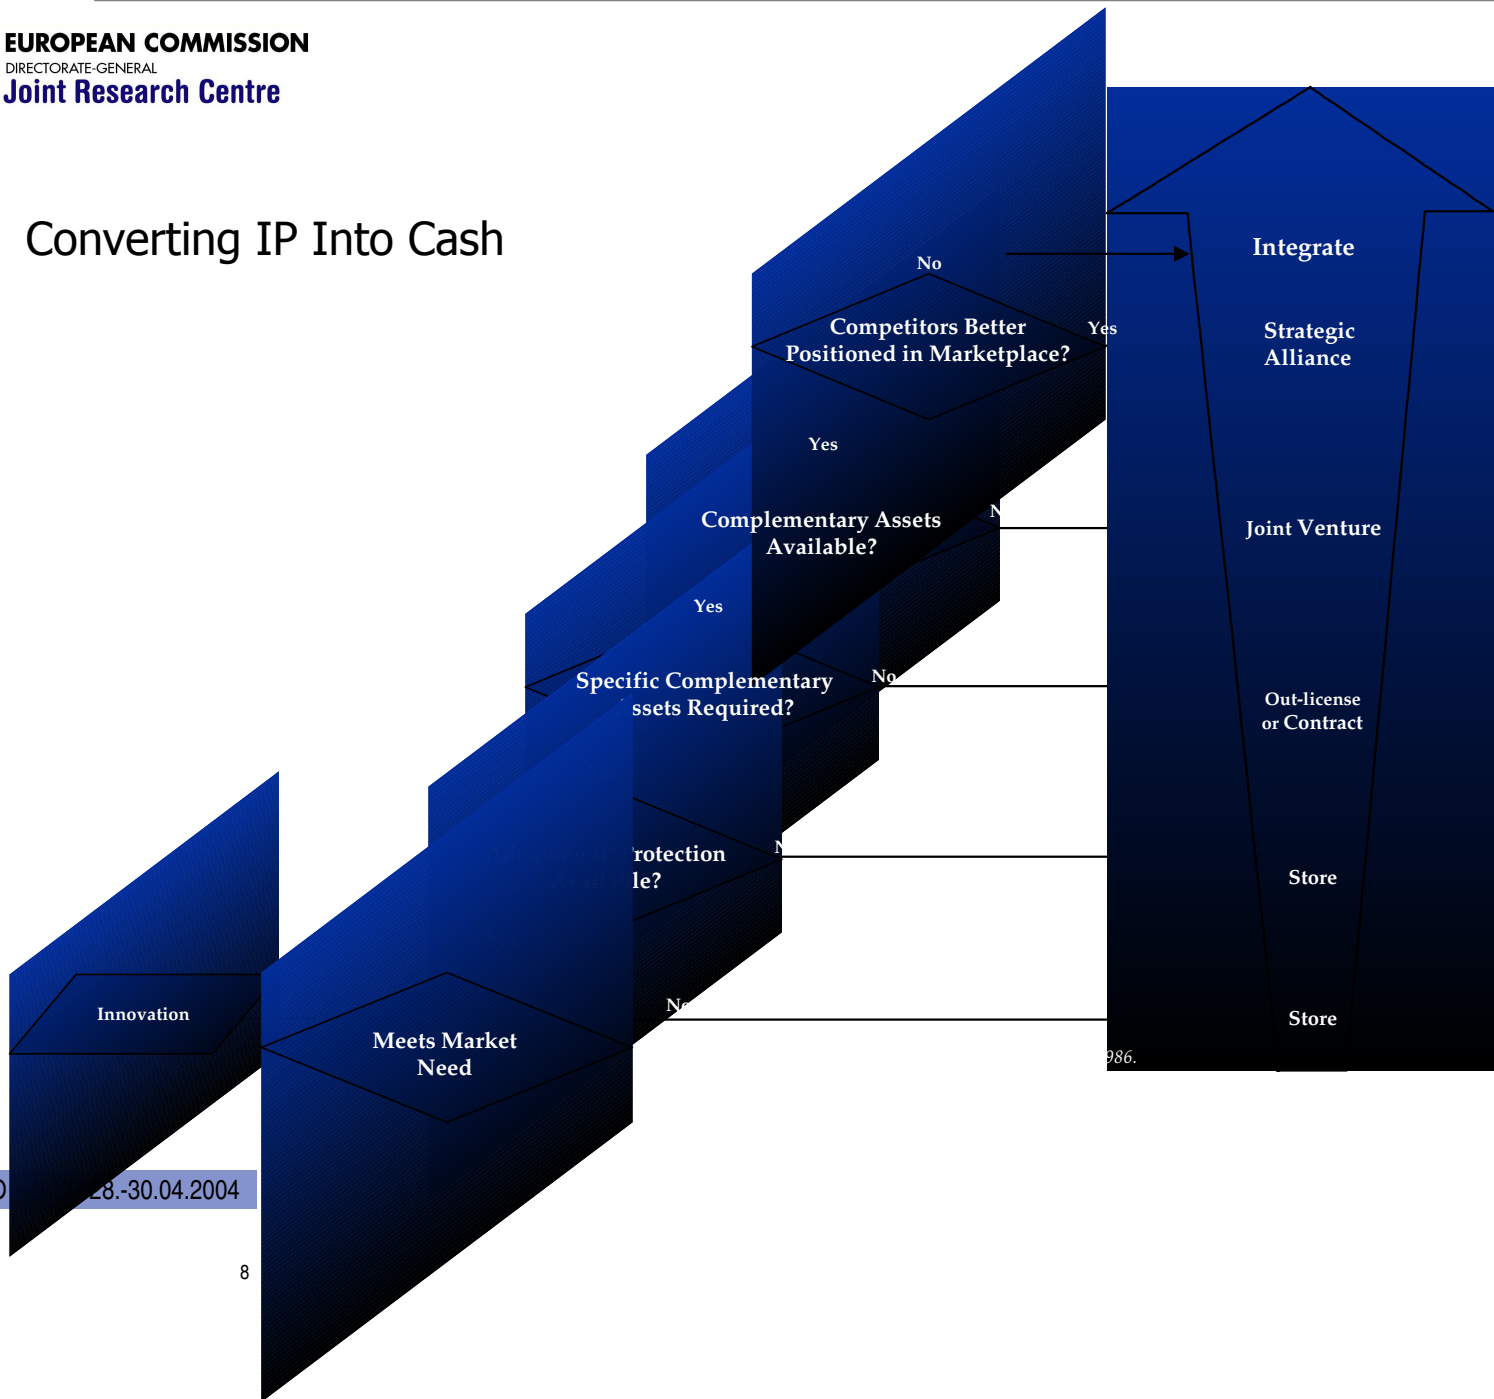 EUROPEAN COMMISSION
DIRECTORATE-GENERAL
Joint Research Centre
Converting IP Into Cash
No
Integrate
Competitors Better
Positioned in Marketplace?
Yes
Strategic
Alliance
Yes
Complementary Assets
Available?
Joint Venture
Yes
Specific Complementary
ssets Required?
No
Out-license
or Contract
rotection
le?
Store
Innovation
Meets Market
Need
No
Store
986.
28.-30.04.2004
8